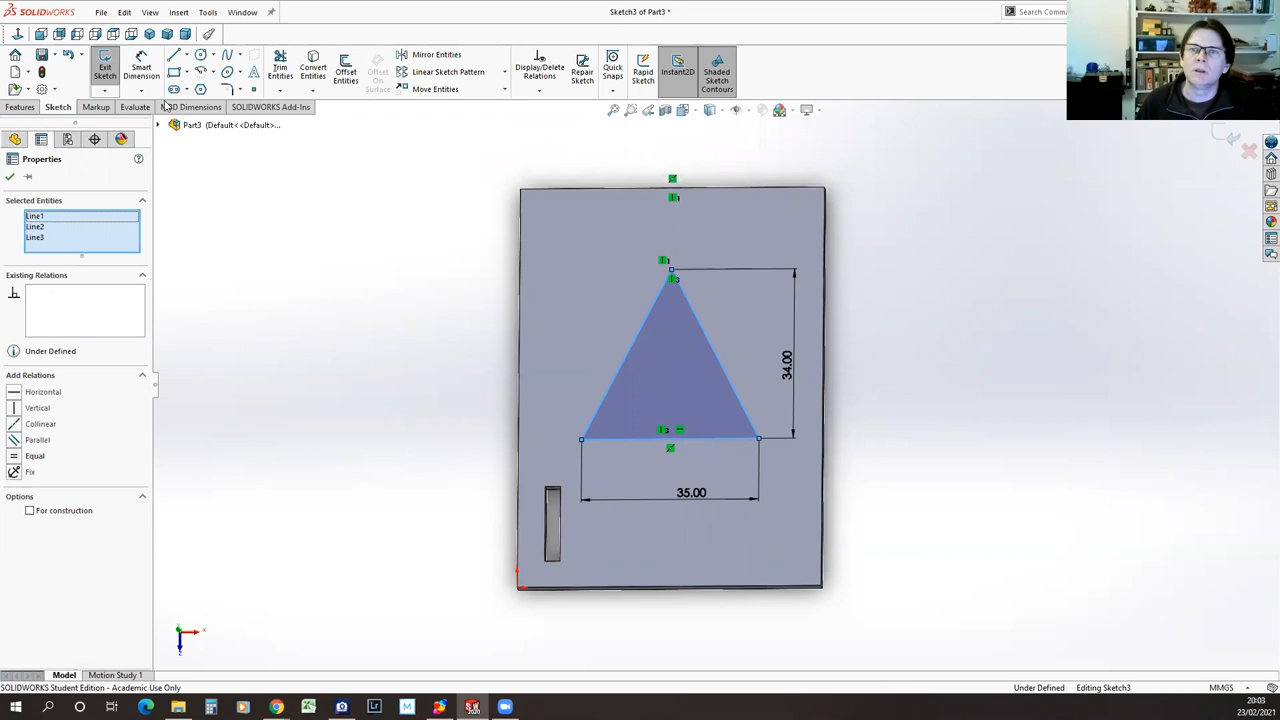 SOLIDWORKS File Edit View Insert Tools Window Sketch3 of Part3 * Search Comm
Exit Sketch
Smart Dimension
Trim Entities
Convert Entities
Offset Entities
Offset On Surface
Mirror Entities
Linear Sketch Pattern
Move Entities
Display/Delete Relations
Repair Sketch
Quick Snaps
Rapid Sketch
Instant2D
Shaded Sketch Contours
Features Sketch Markup Evaluate D Dimensions SOLIDWORKS Add-Ins
Part3 (Default<<Default>...
Properties
Selected Entities
Line1
Line2
Line3
Existing Relations
Under Defined
Add Relations
Horizontal
Vertical
Collinear
Parallel
Equal
Fix
Options
For construction
34.00
35.00
Model Motion Study 1
SOLIDWORKS Student Edition - Academic Use Only Under Defined Editing Sketch3 MMGS
20:03
23/02/2021